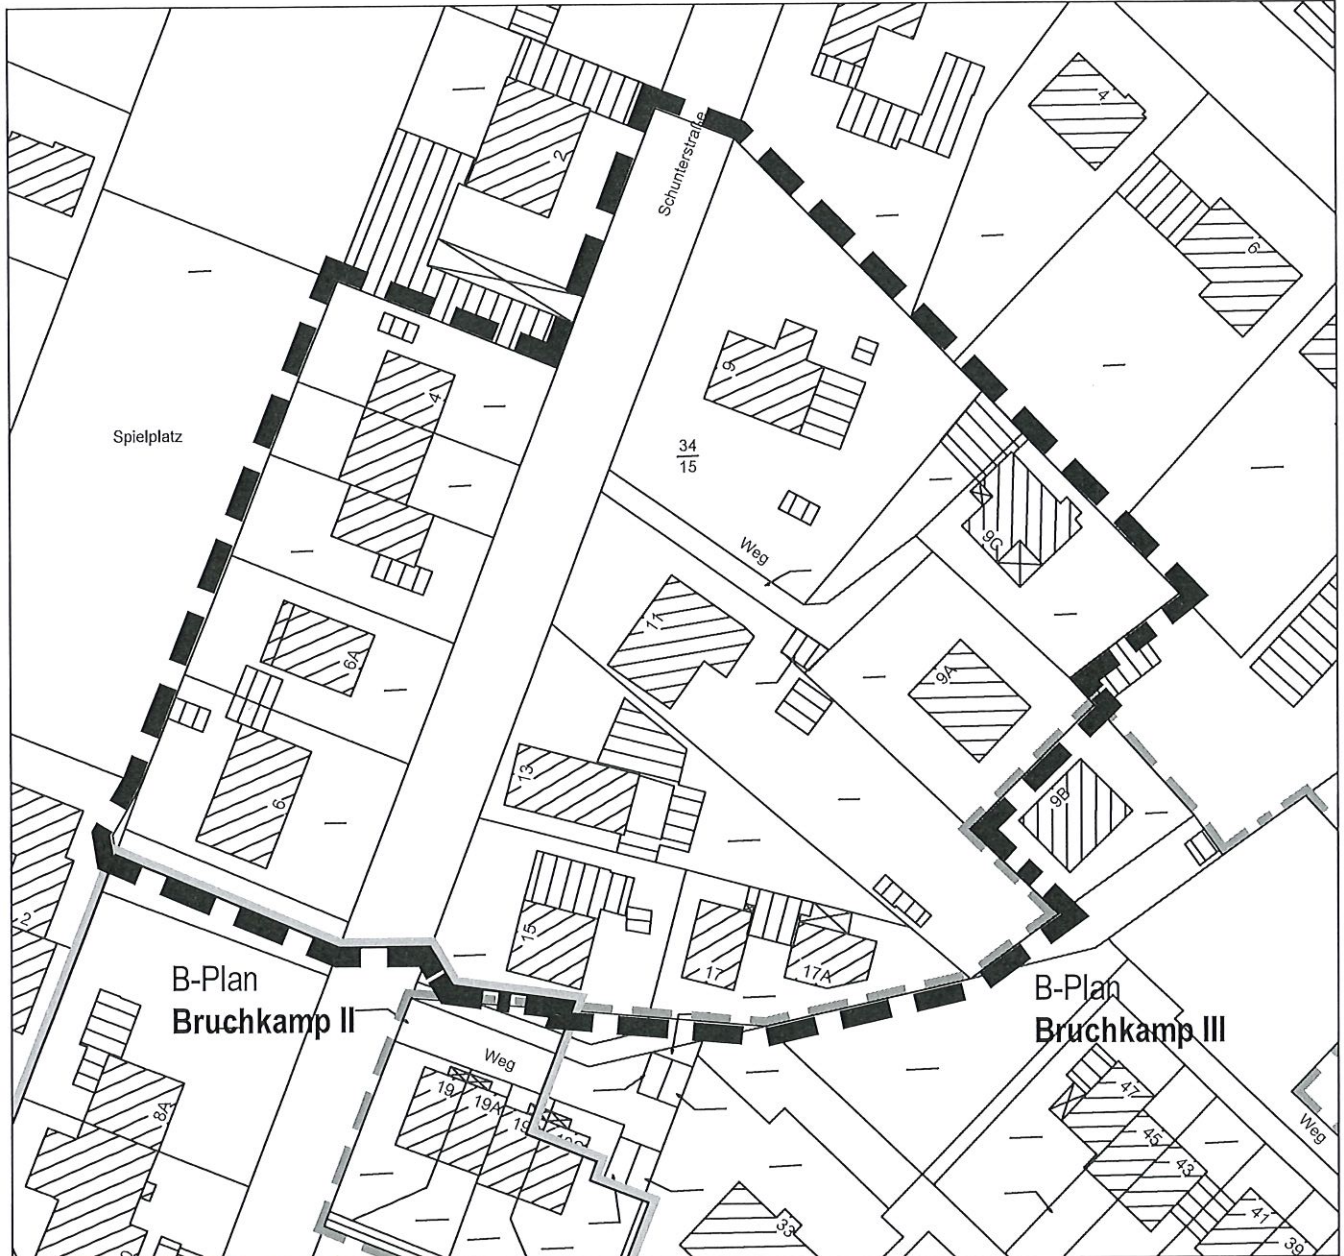 2
Schunterstraße
4
6
4
9
Spielplatz
34
15
9C
Weg
11
6A
9A
13
9B
6
2
15
17
17A
B-Plan
Bruchkamp II
B-Plan
Bruchkamp III
Weg
19
19A
47
Weg
8A
45
43
41
33
39